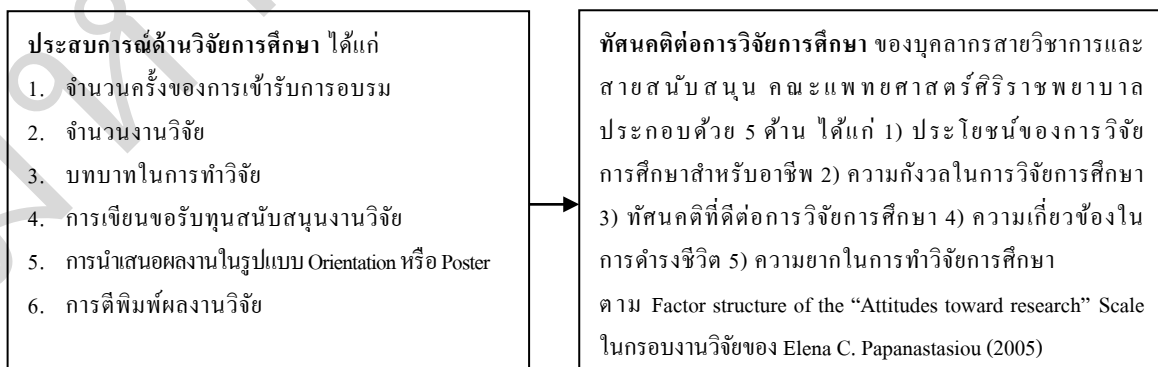 ประสบการณ์ด้านวิจัยการศึกษา ได้แก่
1. จำนวนครั้งของการเข้ารับการอบรม
2. จำนวนงานวิจัย
3. บทบาทในการทำวิจัย
4. การเขียนขอรับทุนสนับสนุนงานวิจัย
5. การนำเสนอผลงานในรูปแบบ Orientation หรือ Poster
6. การตีพิมพ์ผลงานวิจัย
ทัศนคติต่อการวิจัยการศึกษา ของบุคลากรสายวิชาการและ
สายสนับสนุน คณะแพทยศาสตร์ศิริราชพยาบาล
ประกอบด้วย 5 ด้าน ได้แก่ 1) ประโยชน์ของการวิจัย
การศึกษาสำหรับอาชีพ 2) ความกังวลในการวิจัยการศึกษา
3) ทัศนคติที่ดีต่อการวิจัยการศึกษา 4) ความเกี่ยวข้องใน
การดำรงชีวิต 5) ความยากในการทำวิจัยการศึกษา
ตาม Factor structure of the “Attitudes toward research” Scale
ในกรอบงานวิจัยของ Elena C. Papanastasiou (2005)